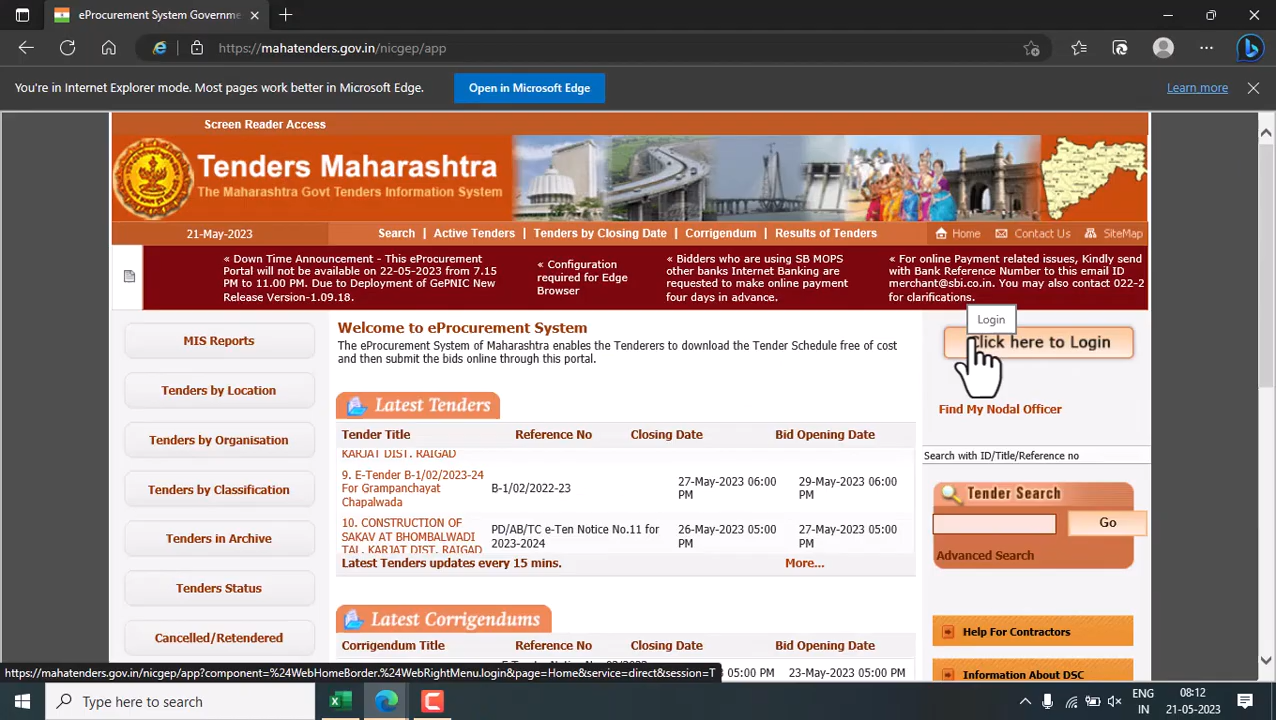 eProcurement System Governme
https://mahatenders.gov.in/nicgep/app
You're in Internet Explorer mode. Most pages work better in Microsoft Edge.
Open in Microsoft Edge
Learn more
Screen Reader Access
Tenders Maharashtra
The Maharashtra Govt Tenders Information System
21-May-2023
Search | Active Tenders | Tenders by Closing Date | Corrigendum | Results of Tenders
Home Contact Us SiteMap
« Down Time Announcement - This eProcurement
Portal will not be available on 22-05-2023 from 7.15
PM to 11.00 PM. Due to Deployment of GePNIC New
Release Version-1.09.18.
« Configuration
required for Edge
Browser
« Bidders who are using SB MOPS
other banks Internet Banking are
requested to make online payment
four days in advance.
« For online Payment related issues, Kindly send
with Bank Reference Number to this email ID
merchant@sbi.co.in. You may also contact 022-2
for clarifications.
MIS Reports
Tenders by Location
Tenders by Organisation
Tenders by Classification
Tenders in Archive
Tenders Status
Cancelled/Retendered
Welcome to eProcurement System
The eProcurement System of Maharashtra enables the Tenderers to download the Tender Schedule free of cost
and then submit the bids online through this portal.
Latest Tenders
Tender Title Reference No Closing Date Bid Opening Date
KARJAT DIST. RAIGAD
9. E-Tender B-1/02/2023-24
For Grampanchayat
Chapalwada
B-1/02/2022-23
27-May-2023 06:00
PM
29-May-2023 06:00
PM
10. CONSTRUCTION OF
SAKAV AT BHOMBALWADI
TAL. KARJAT DIST. RAIGAD
PD/AB/TC e-Ten Notice No.11 for
2023-2024
26-May-2023 05:00
PM
27-May-2023 05:00
PM
Latest Tenders updates every 15 mins.
More...
Latest Corrigendums
Corrigendum Title Reference No Closing Date Bid Opening Date
05:00 PM 23-May-2023 05:00 PM
Login
Click here to Login
Find My Nodal Officer
Search with ID/Title/Reference no
Tender Search
Go
Advanced Search
Help For Contractors
Information About DSC
https://mahatenders.gov.in/nicgep/app?component=%24WebHomeBorder.%24WebRightMenu.login&page=Home&service=direct&session=T
Type here to search
ENG
IN
08:12
21-05-2023